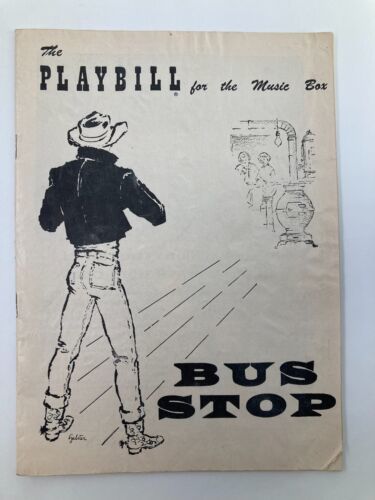 The
PLAYBILL® for the Music Box
BUS
STOP